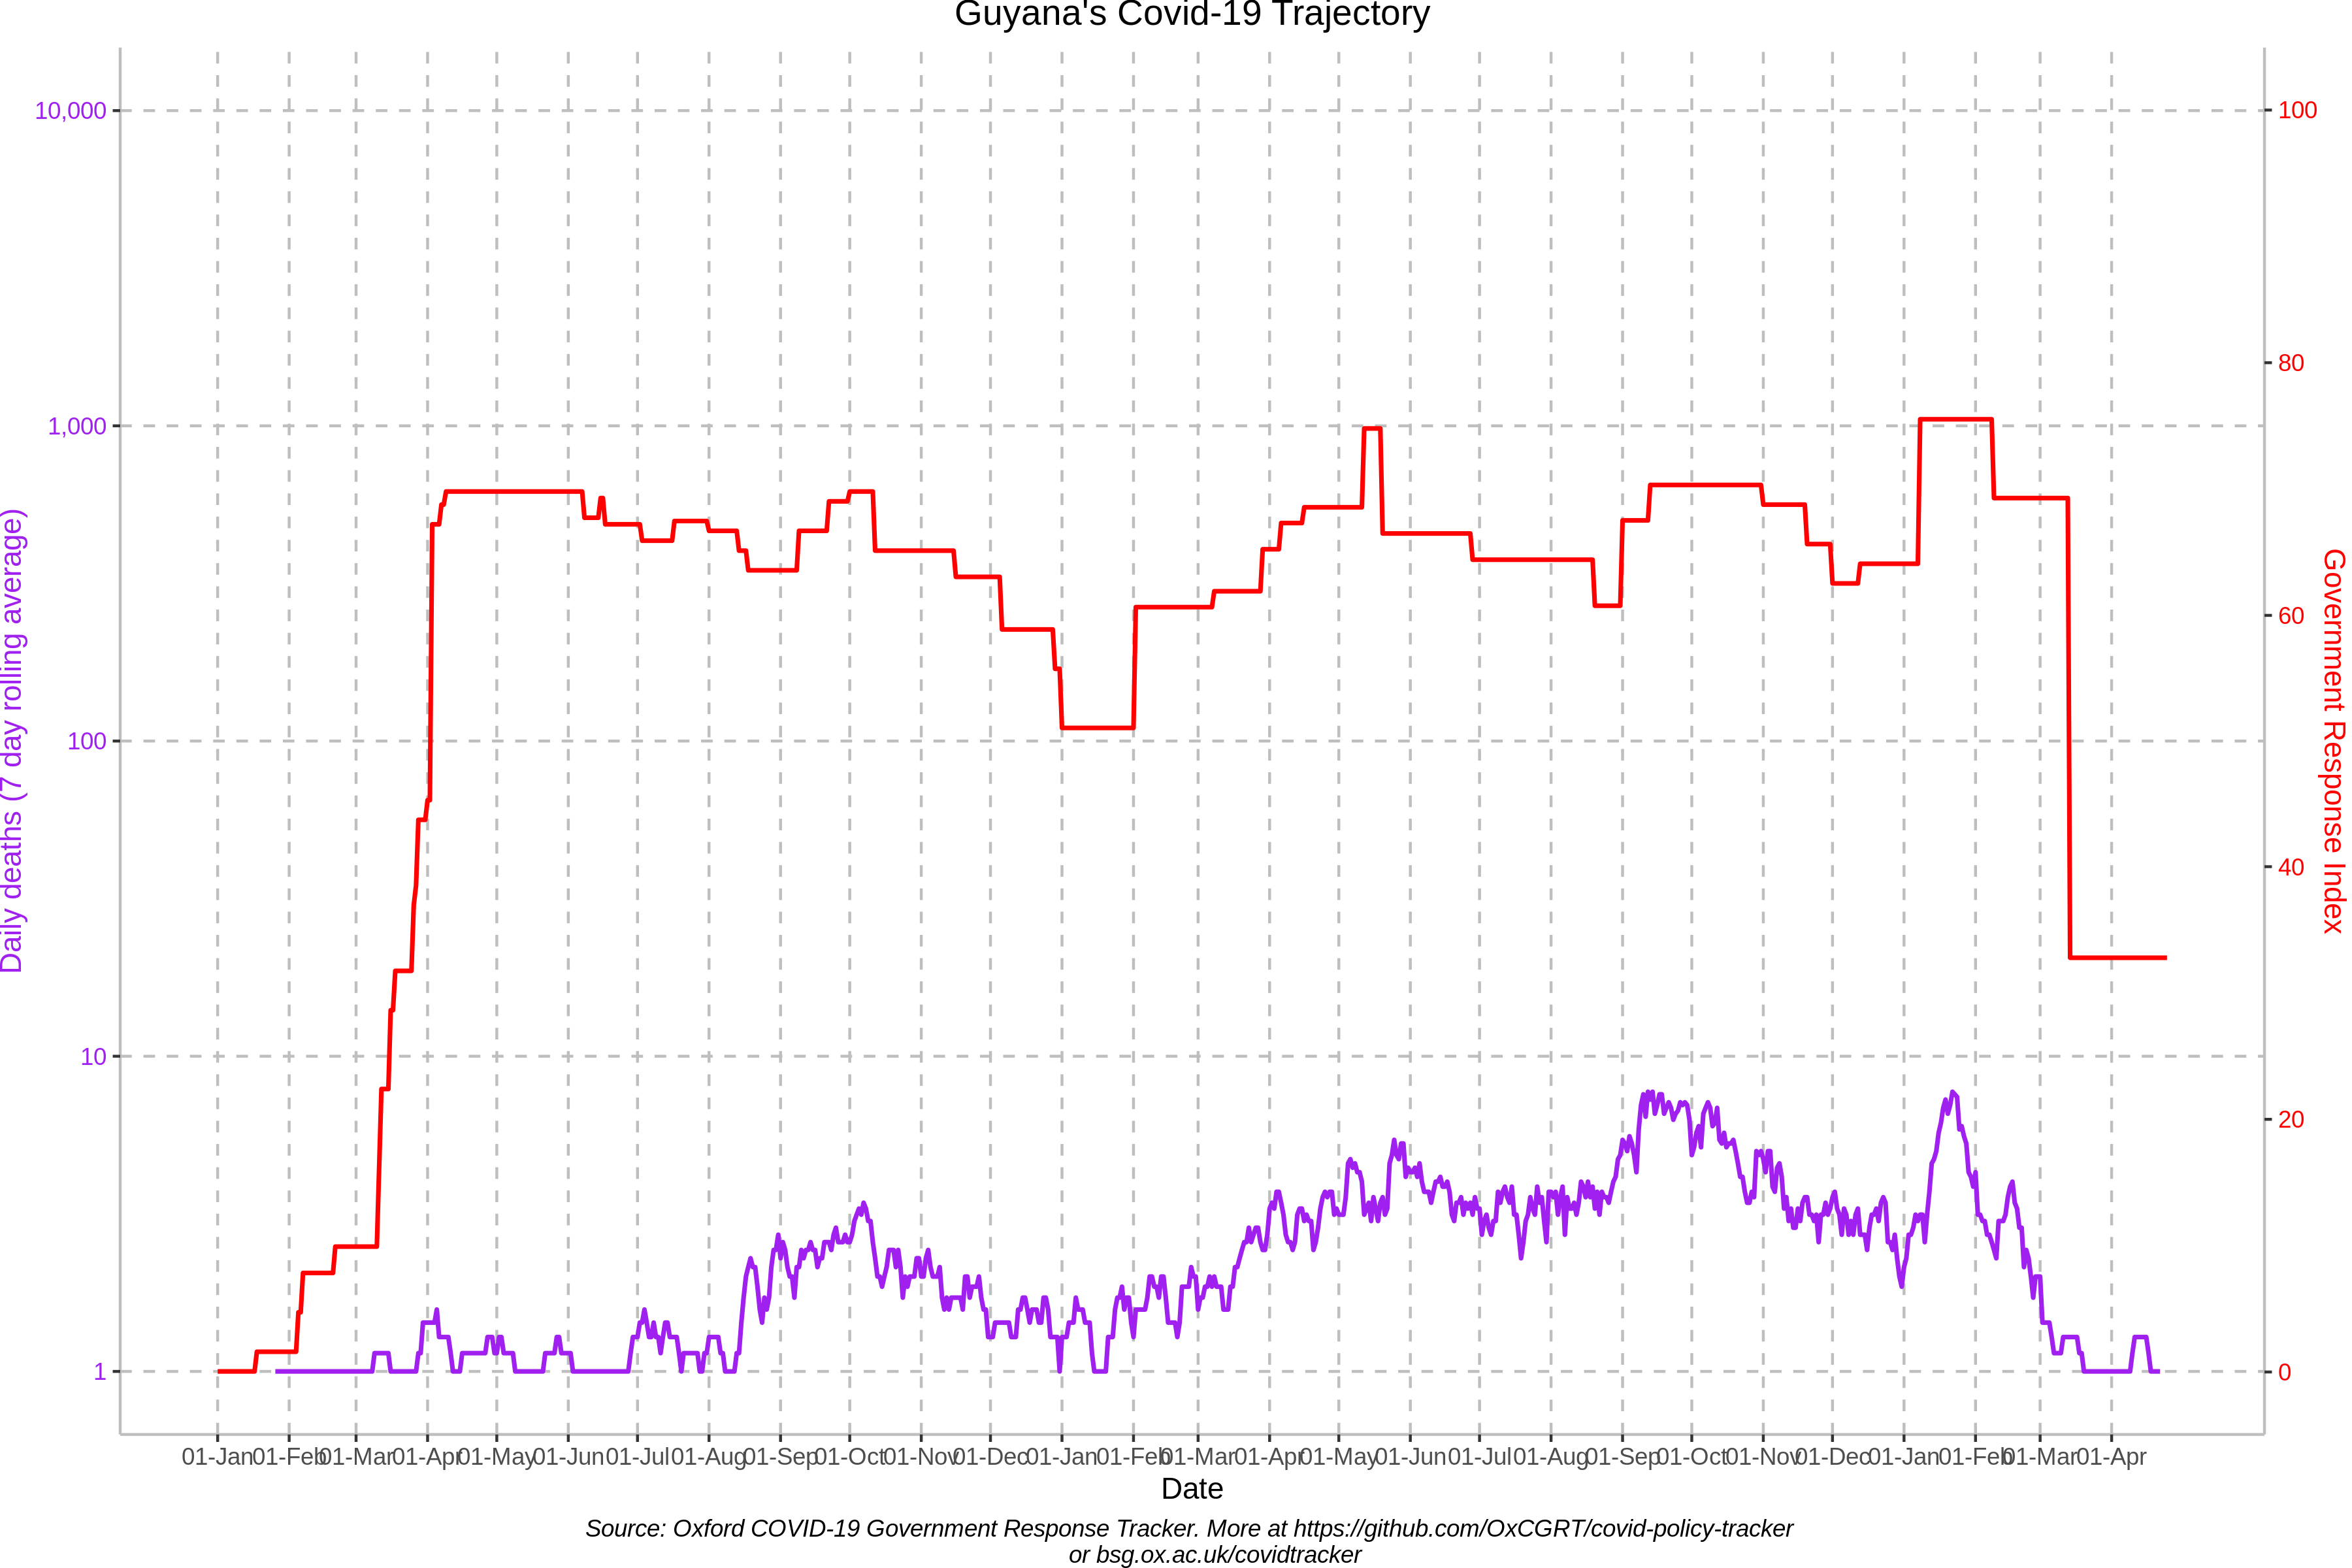 Guyana's Covid-19 Trajectory
Daily deaths (7 day rolling average)
10,000
1,000
100
10
1
100
80
60
40
20
0
Government Response Index
01-Jan 01-Feb 01-Mar 01-Apr 01-May 01-Jun 01-Jul 01-Aug 01-Sep 01-Oct 01-Nov 01-Dec 01-Jan 01-Feb 01-Mar 01-Apr 01-May 01-Jun 01-Jul 01-Aug 01-Sep 01-Oct 01-Nov 01-Dec 01-Jan 01-Feb 01-Mar 01-Apr
Date
Source: Oxford COVID-19 Government Response Tracker. More at https://github.com/OxCGRT/covid-policy-tracker
or bsg.ox.ac.uk/covidtracker